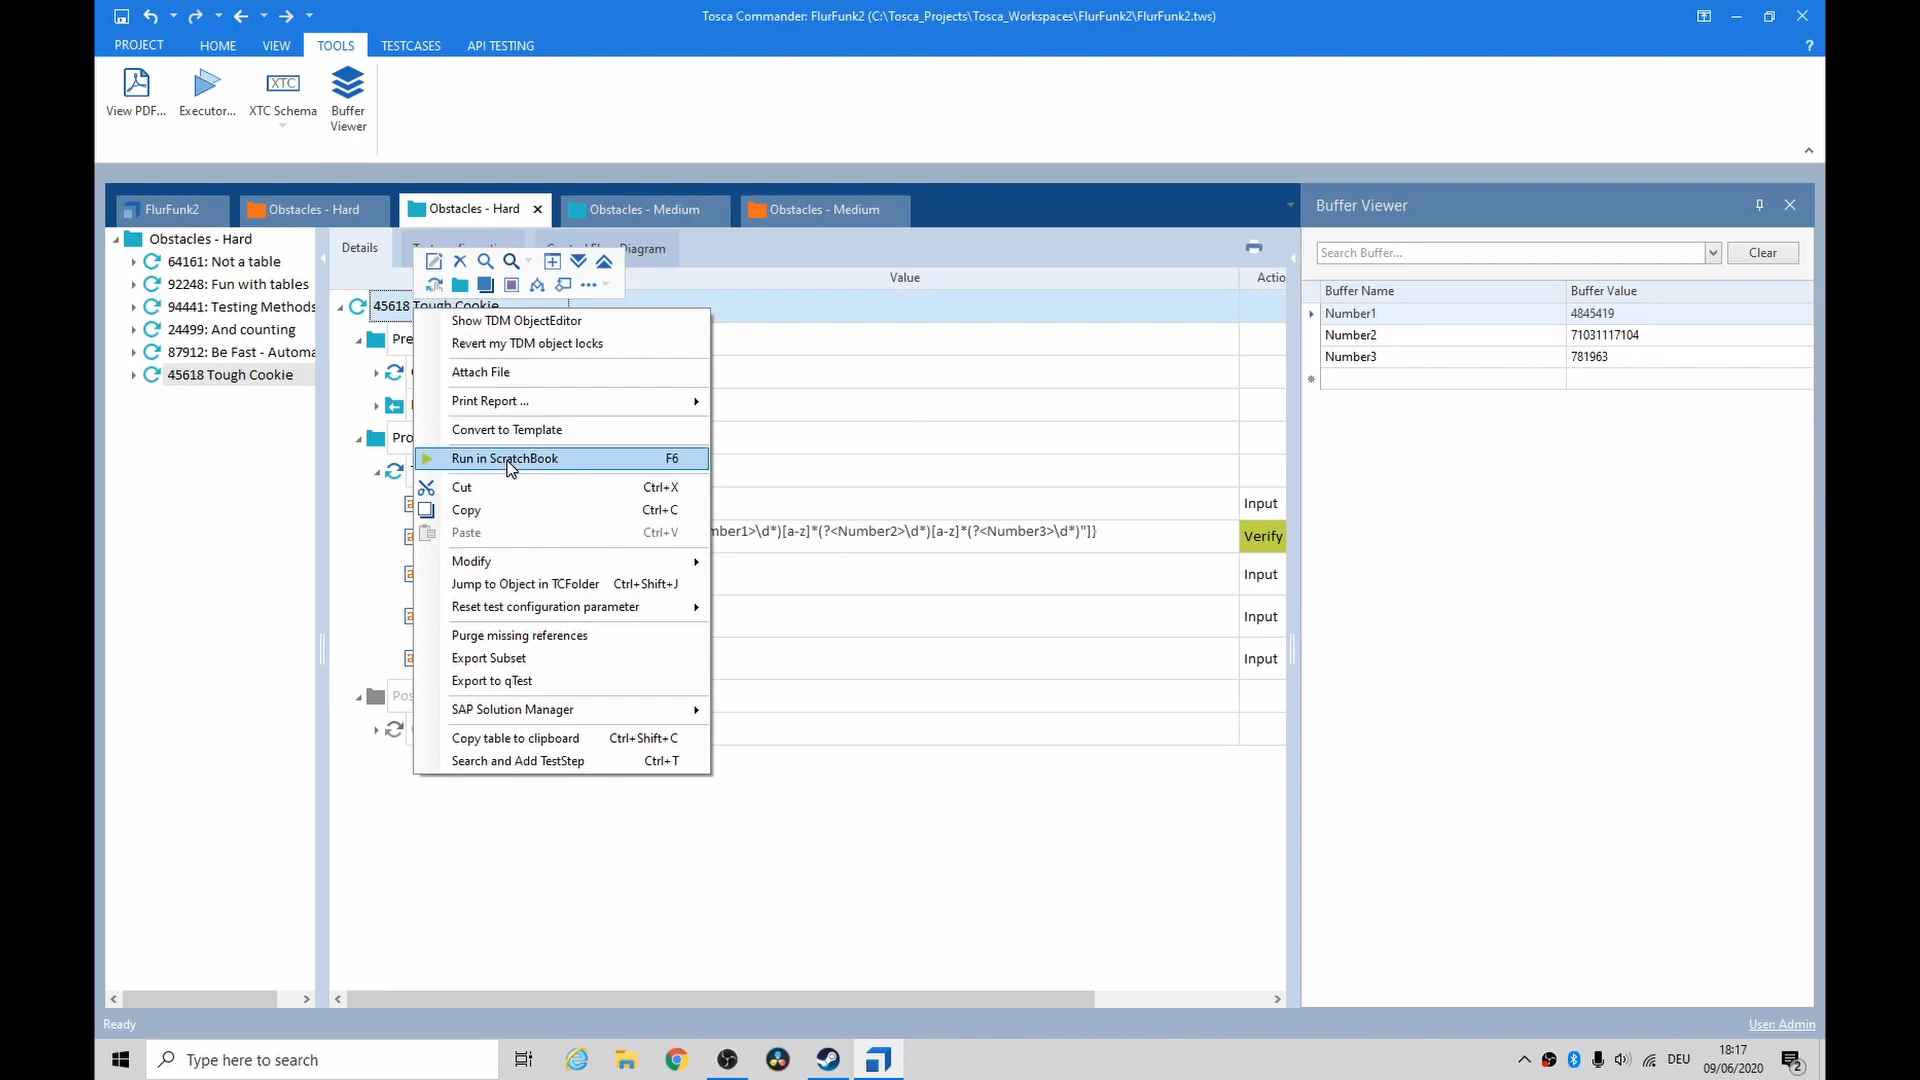 Tosca Commander: FlurFunk2 (C:\Tosca_Projects\Tosca_Workspaces\FlurFunk2\FlurFunk2.tws)
PROJECT HOME VIEW TOOLS TESTCASES API TESTING ?
View PDF... Executor... XTC Schema Buffer Viewer
FlurFunk2 Obstacles - Hard Obstacles - Hard Obstacles - Medium Obstacles - Medium
Buffer Viewer
Obstacles - Hard
64161: Not a table
92248: Fun with tables
94441: Testing Methods
24499: And counting
87912: Be Fast - Automa
45618 Tough Cookie
Details Diagram
Value Actio
45618 Tough Cookie
Pre
Pro
Pos
Show TDM ObjectEditor
Revert my TDM object locks
Attach File
Print Report ...
Convert to Template
Run in ScratchBook F6
Cut Ctrl+X
Copy Ctrl+C
Paste Ctrl+V
Modify
Jump to Object in TCFolder Ctrl+Shift+J
Reset test configuration parameter
Purge missing references
Export Subset
Export to qTest
SAP Solution Manager
Copy table to clipboard Ctrl+Shift+C
Search and Add TestStep Ctrl+T
Input
mber1>\d*)[a-z]*(?<Number2>\d*)[a-z]*(?<Number3>\d*)"]}
Verify
Input
Input
Input
Search Buffer... Clear
Buffer Name Buffer Value
Number1 4845419
Number2 71031117104
Number3 781963
Ready User: Admin
Type here to search
DEU
18:17
09/06/2020
2